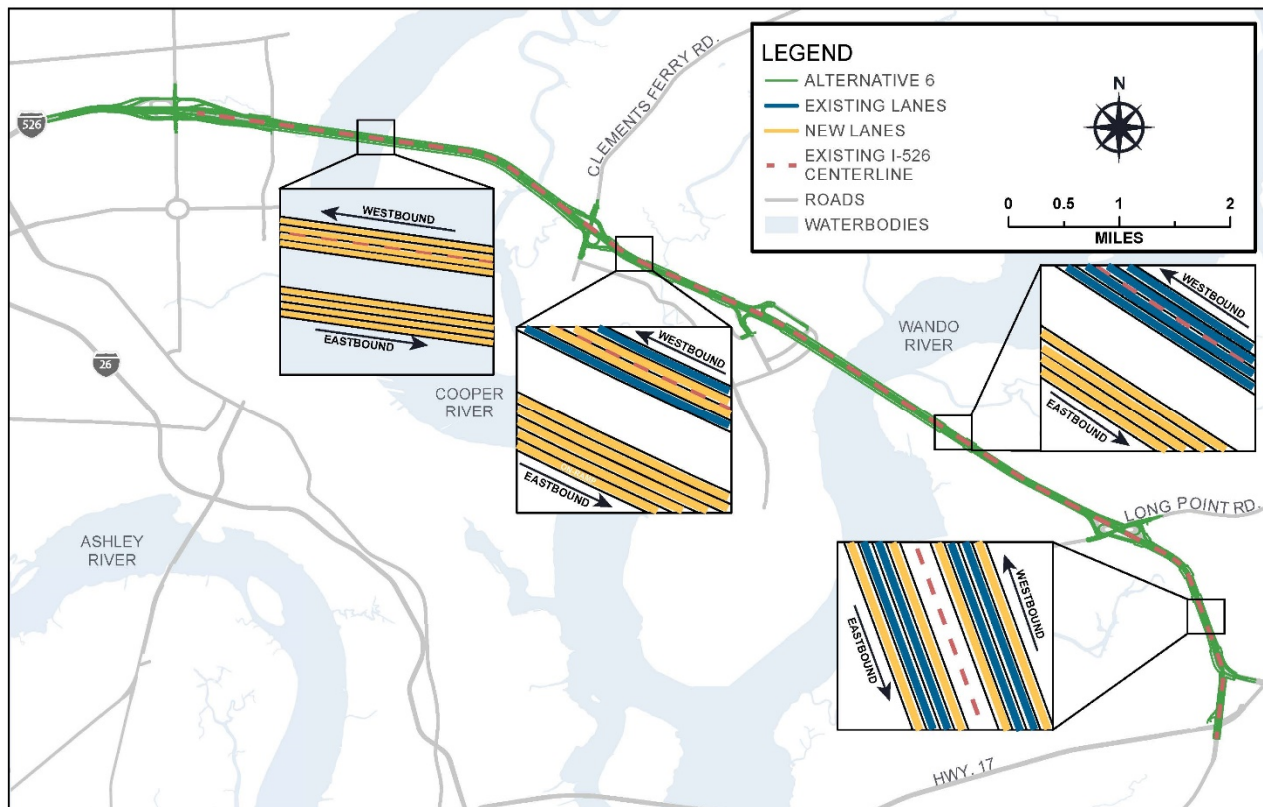 LEGEND
ALTERNATIVE 6
EXISTING LANES
NEW LANES
EXISTING I-526
CENTERLINE
ROADS
WATERBODIES
N
0 0.5 1 2
MILES
526
CLEMENTS FERRY RD.
WESTBOUND
EASTBOUND
WESTBOUND
EASTBOUND
WESTBOUND
EASTBOUND
WANDO
RIVER
26
COOPER
RIVER
LONG POINT RD.
ASHLEY
RIVER
WESTBOUND
EASTBOUND
HWY. 17